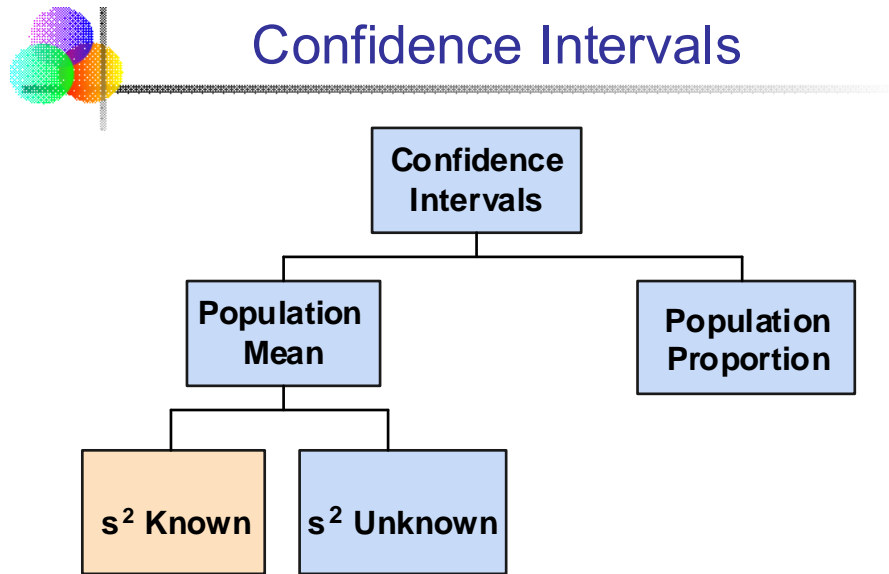 Confidence Intervals
Confidence
Intervals
Population
Mean
Population
Proportion
s² Known
s² Unknown